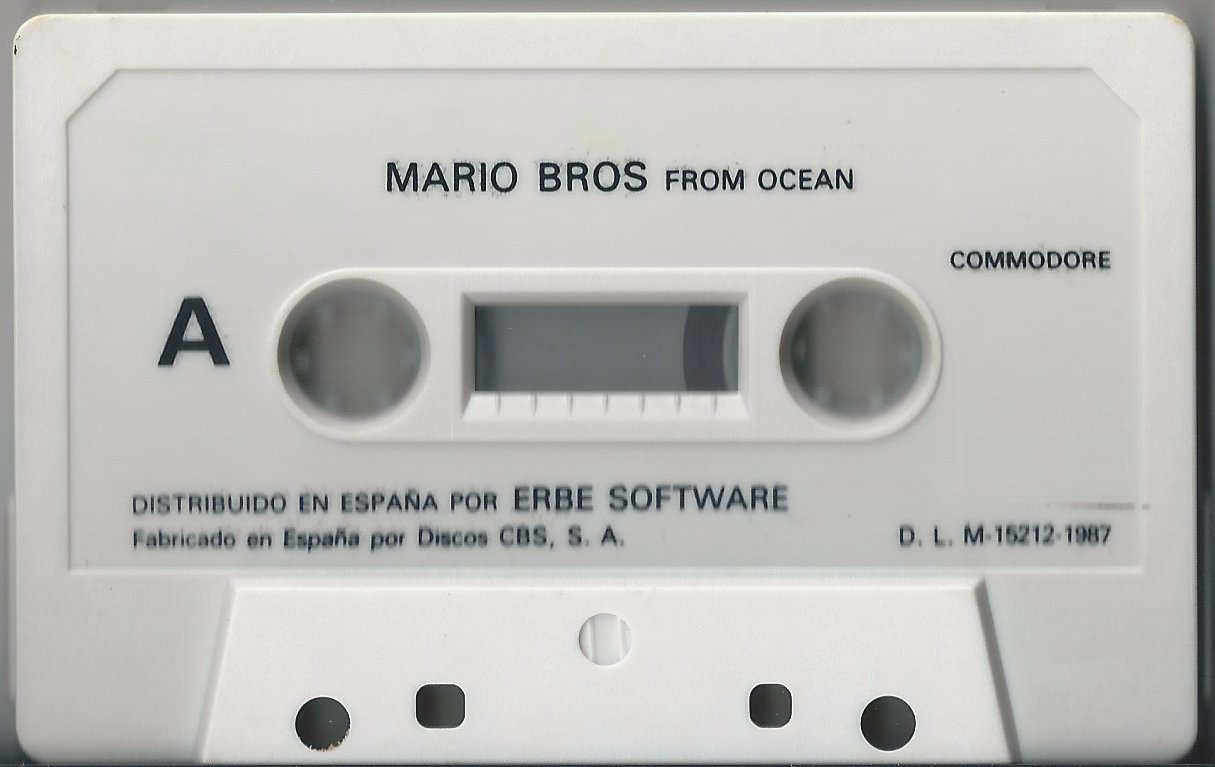 MARIO BROS FROM OCEAN
COMMODORE
A
DISTRIBUIDO EN ESPAÑA POR ERBE SOFTWARE
Fabricado en España por Discos CBS, S. A.
D. L. M-15212-1987